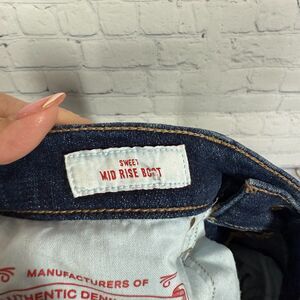 SWEET
MID RISE BOOT
MANUFACTURERS OF
AUTHENTIC DENIM